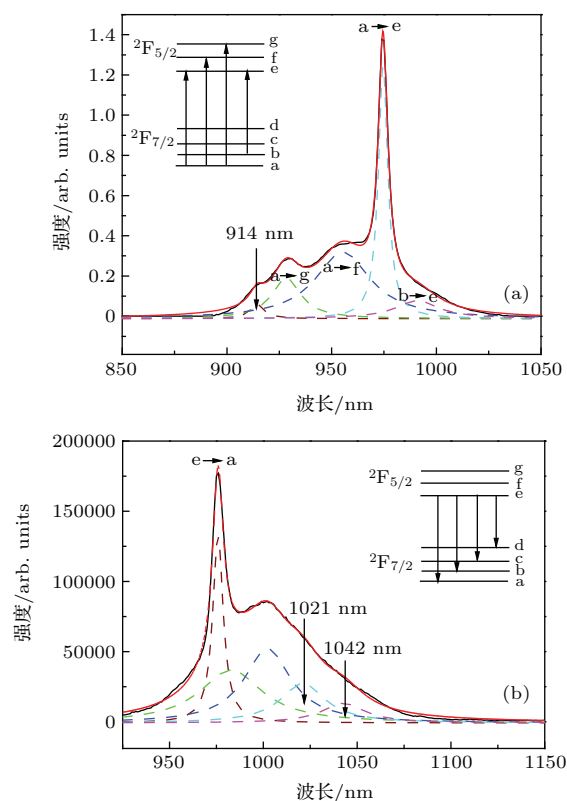 1.4
1.2
1.0
0.8
0.6
0.4
0.2
0
强度/arb. units
²F₅/₂
g
f
e
²F₇/₂
d
c
b
a
a→e
914 nm
a→g
a→f
b→e
(a)
850 900 950 1000 1050
波长/nm
200000
150000
100000
50000
0
强度/arb. units
e→a
²F₅/₂
g
f
e
²F₇/₂
d
c
b
a
1021 nm
1042 nm
(b)
950 1000 1050 1100 1150
波长/nm